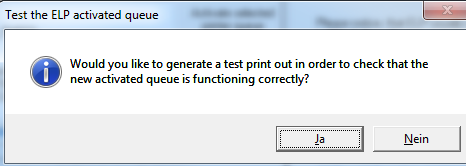 Test the ELP activated queue
Would you like to generate a test print out in order to check that the
new activated queue is functioning correctly?
Ja
Nein